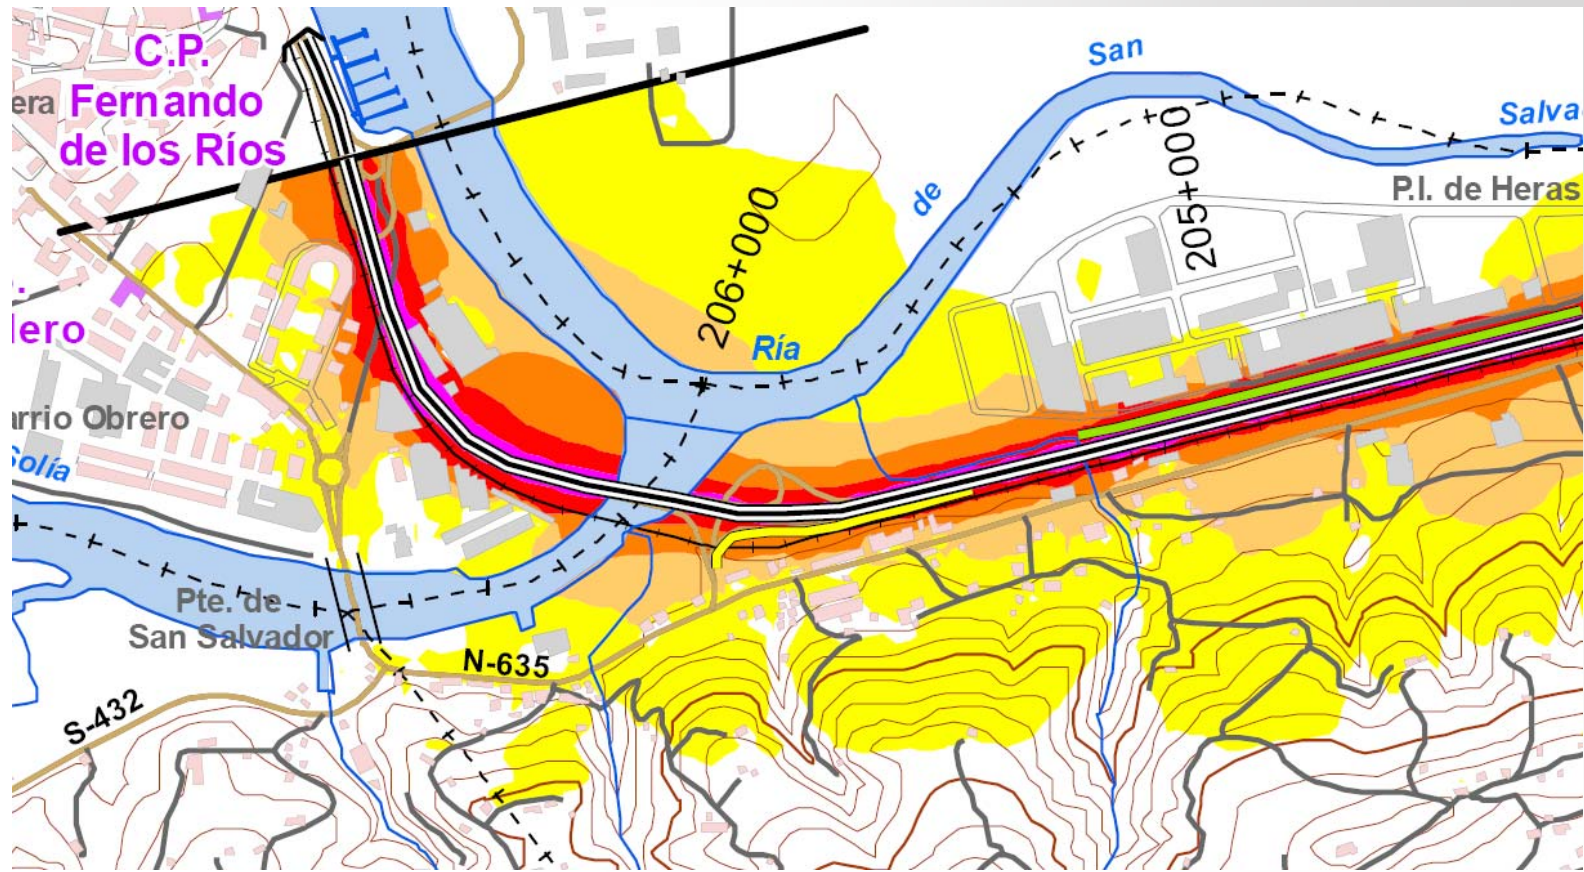 C.P.
Fernando
de los Ríos
era
San
Salva
de
205+000
P.I. de Heras
206+000
Ría
lero
rrio Obrero
Solía
Pte. de
San Salvador
N-635
S-432